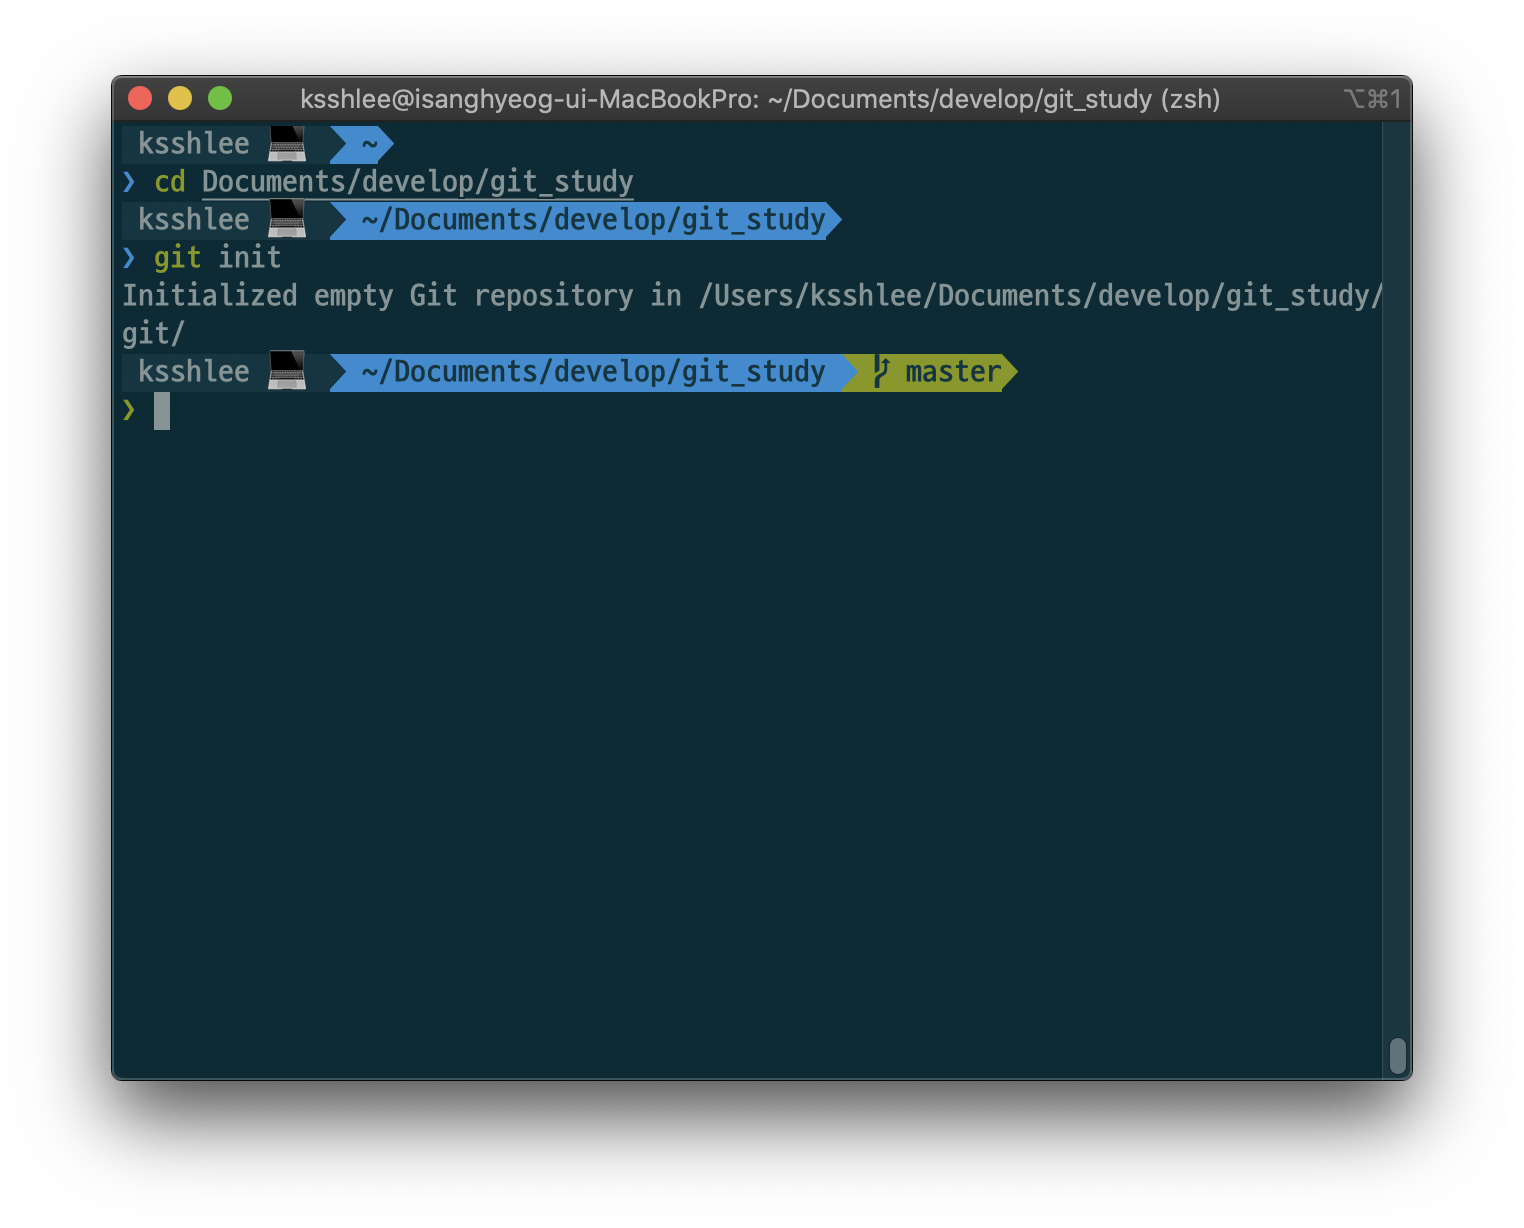 ksshlee@isanghyeog-ui-MacBookPro: ~/Documents/develop/git_study (zsh) ⌥⌘1
ksshlee 💻 ~
❯ cd Documents/develop/git_study
ksshlee 💻 ~/Documents/develop/git_study
❯ git init
Initialized empty Git repository in /Users/ksshlee/Documents/develop/git_study/
git/
ksshlee 💻 ~/Documents/develop/git_study master
❯